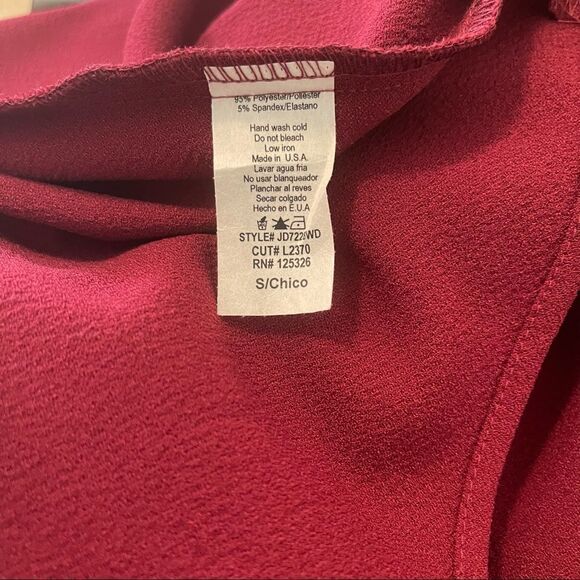 95% Polyester/Poliester
5% Spandex/Elastano
Hand wash cold
Do not bleach
Low iron
Made in U.S.A.
Lavar agua fria
No usar blanqueador
Planchar al reves
Secar colgado
Hecho en E.U.A
STYLE# JD7228WD
CUT# L2370
RN# 125326
S/Chico